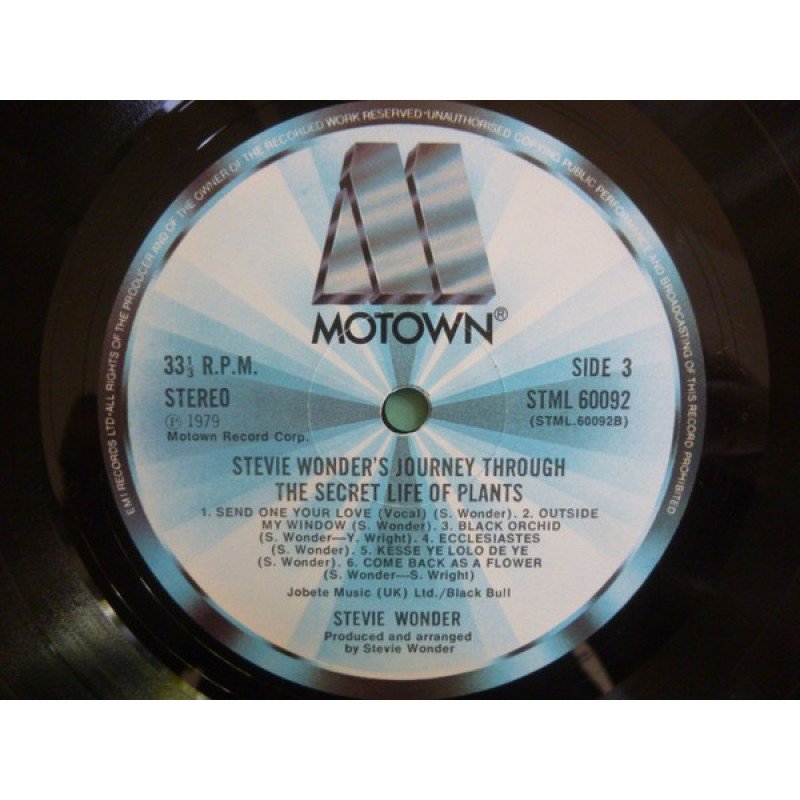 EMI RECORDS LTD·ALL RIGHTS OF THE PRODUCER AND OF THE OWNER OF THE RECORDED WORK RESERVED·UNAUTHORISED COPYING PUBLIC PERFORMANCE AND BROADCASTING OF THIS RECORD PROHIBITED
MOTOWN®
33⅓ R.P.M.
STEREO
℗ 1979
Motown Record Corp.
SIDE 3
STML 60092
(STML.60092B)
STEVIE WONDER'S JOURNEY THROUGH
THE SECRET LIFE OF PLANTS
1. SEND ONE YOUR LOVE (Vocal) (S. Wonder). 2. OUTSIDE
MY WINDOW (S. Wonder). 3. BLACK ORCHID
(S. Wonder—Y. Wright). 4. ECCLESIASTES
(S. Wonder). 5. KESSE YE LOLO DE YE
(S. Wonder). 6. COME BACK AS A FLOWER
(S. Wonder—S. Wright)
Jobete Music (UK) Ltd./Black Bull
STEVIE WONDER
Produced and arranged
by Stevie Wonder